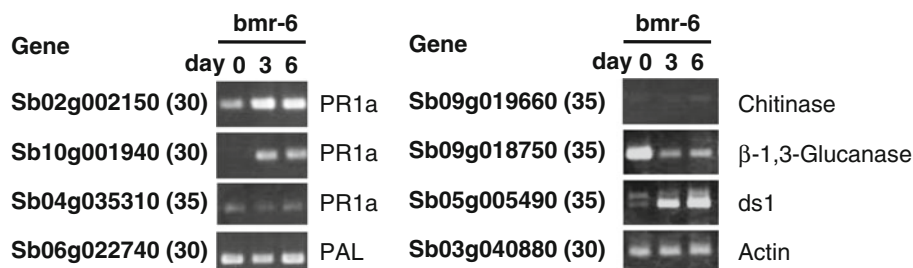 bmr-6
Gene
day 0 3 6
Sb02g002150 (30) PR1a
Sb10g001940 (30) PR1a
Sb04g035310 (35) PR1a
Sb06g022740 (30) PAL
bmr-6
Gene
day 0 3 6
Sb09g019660 (35) Chitinase
Sb09g018750 (35) β-1,3-Glucanase
Sb05g005490 (35) ds1
Sb03g040880 (30) Actin